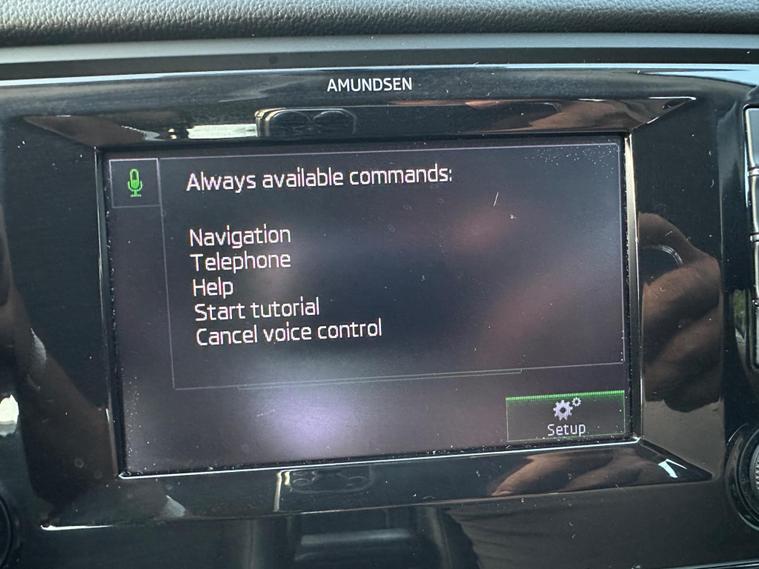 AMUNDSEN
Always available commands:
Navigation
Telephone
Help
Start tutorial
Cancel voice control
Setup